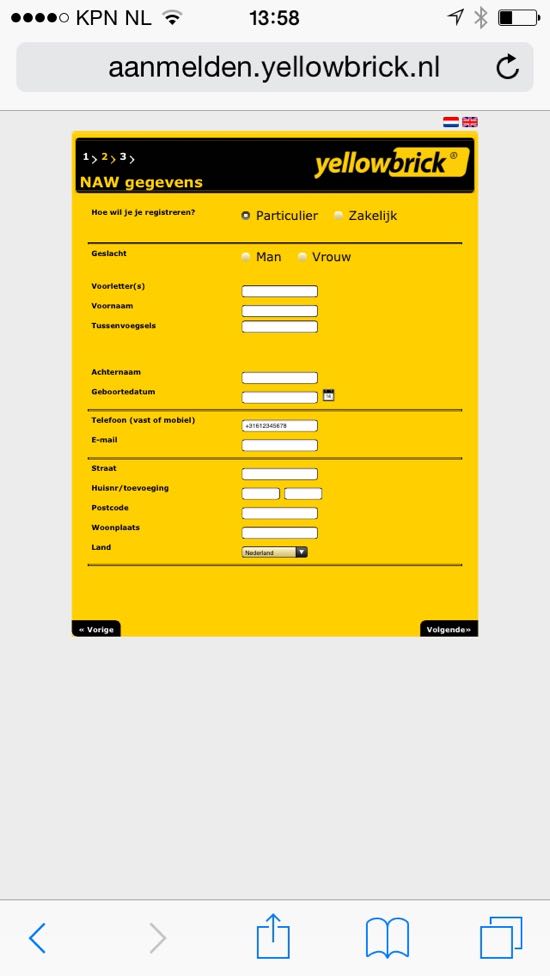 KPN NL 13:58
aanmelden.yellowbrick.nl
1 2 3
yellowbrick®
NAW gegevens
Hoe wil je je registreren? Particulier Zakelijk
Geslacht Man Vrouw
Voorletter(s)
Voornaam
Tussenvoegsels
Achternaam
Geboortedatum
Telefoon (vast of mobiel) +31612345678
E-mail
Straat
Huisnr/toevoeging
Postcode
Woonplaats
Land Nederland
« Vorige Volgende»